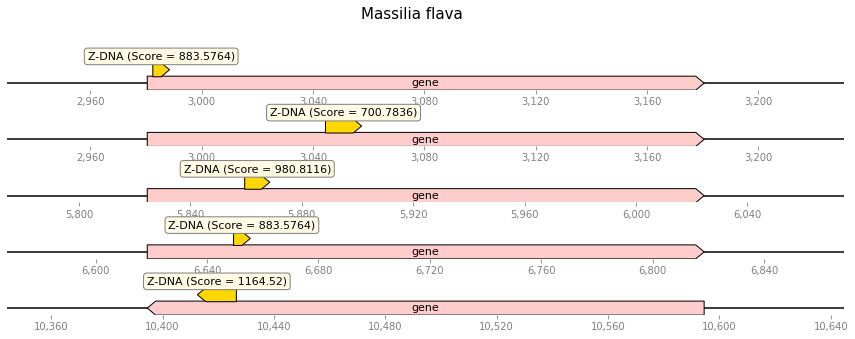 Massilia flava
Z-DNA (Score = 883.5764)
gene
2,960 3,000 3,040 3,080 3,120 3,160 3,200
Z-DNA (Score = 700.7836)
gene
2,960 3,000 3,040 3,080 3,120 3,160 3,200
Z-DNA (Score = 980.8116)
gene
5,800 5,840 5,880 5,920 5,960 6,000 6,040
Z-DNA (Score = 883.5764)
gene
6,600 6,640 6,680 6,720 6,760 6,800 6,840
Z-DNA (Score = 1164.52)
gene
10,360 10,400 10,440 10,480 10,520 10,560 10,600 10,640